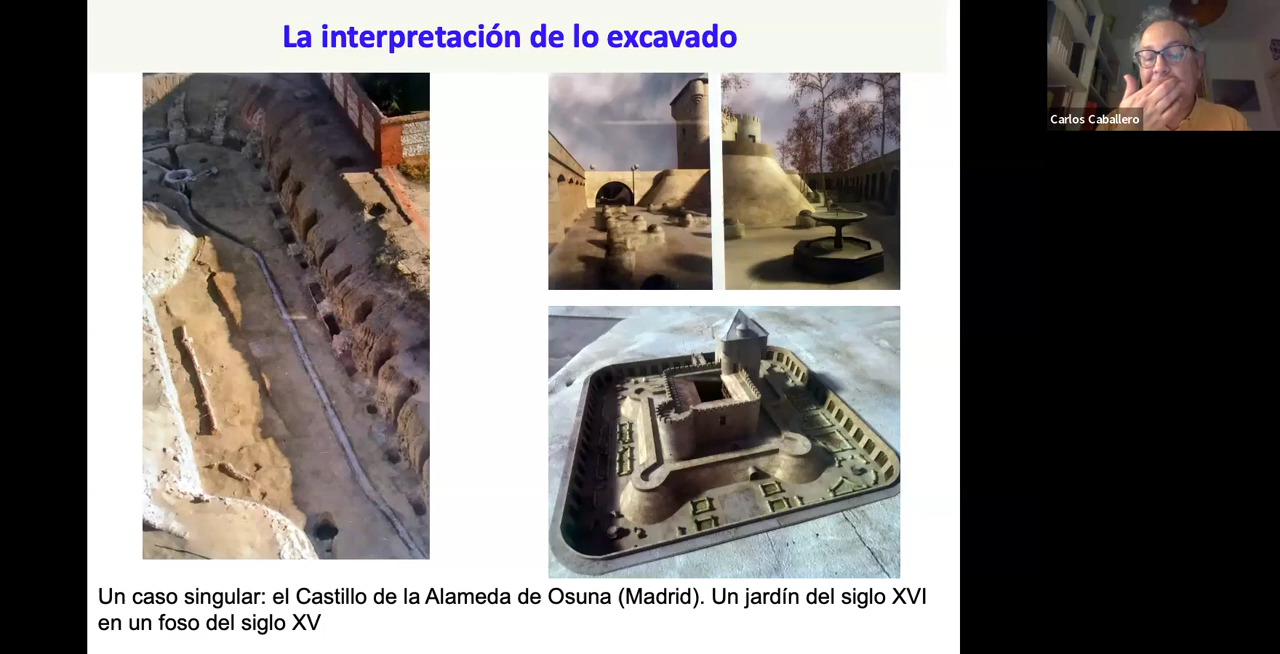 La interpretación de lo excavado
Carlos Caballero
Un caso singular: el Castillo de la Alameda de Osuna (Madrid). Un jardín del siglo XVI
en un foso del siglo XV